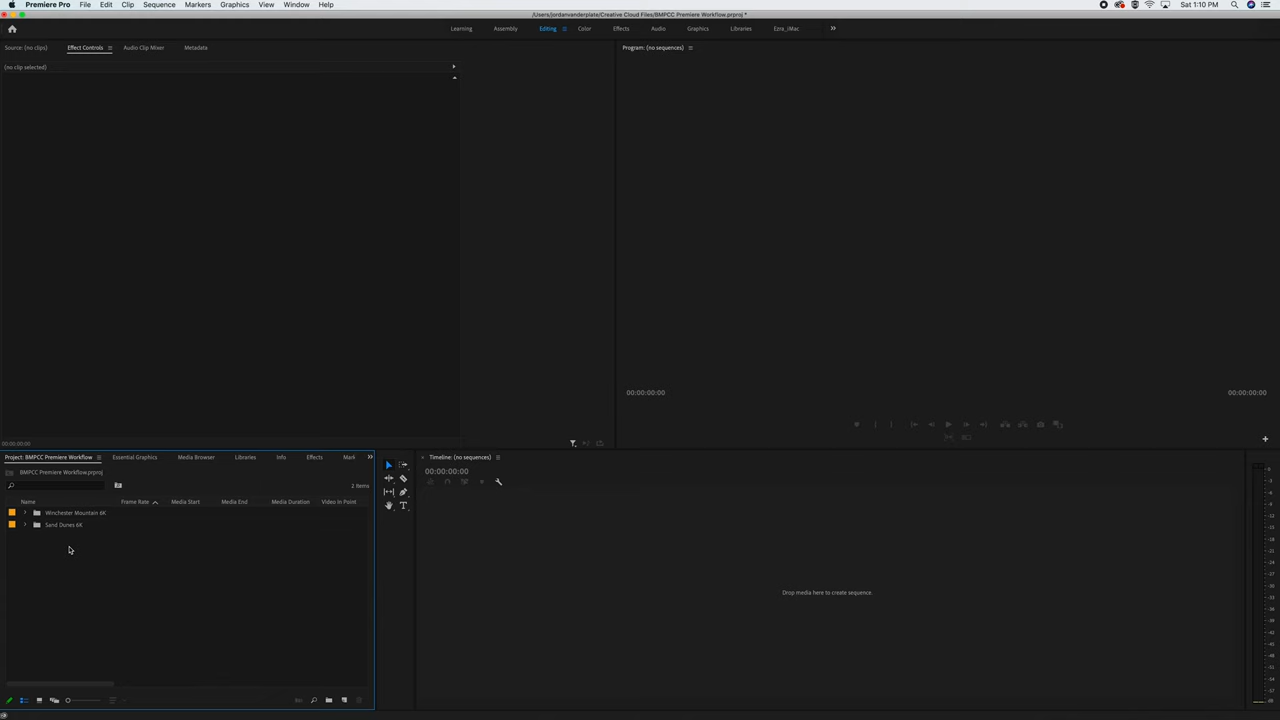 Premiere Pro File Edit Clip Sequence Markers Graphics View Window Help Sat 1:10 PM
/Users/jordanvanderplate/Creative Cloud Files/BMPCC Premiere Workflow.prproj *
Learning Assembly Editing Color Effects Audio Graphics Libraries Ezra_iMac
Source: (no clips) Effect Controls Audio Clip Mixer Metadata Program: (no sequences)
(no clip selected)
00:00:00:00 00:00:00:00
00:00:00:00
Project: BMPCC Premiere Workflow Essential Graphics Media Browser Libraries Info Effects Mark Timeline: (no sequences)
BMPCC Premiere Workflow.prproj 00:00:00:00
2 Items
Name Frame Rate Media Start Media End Media Duration Video In Point
Winchester Mountain 6K
Sand Dunes 6K
Drop media here to create sequence.